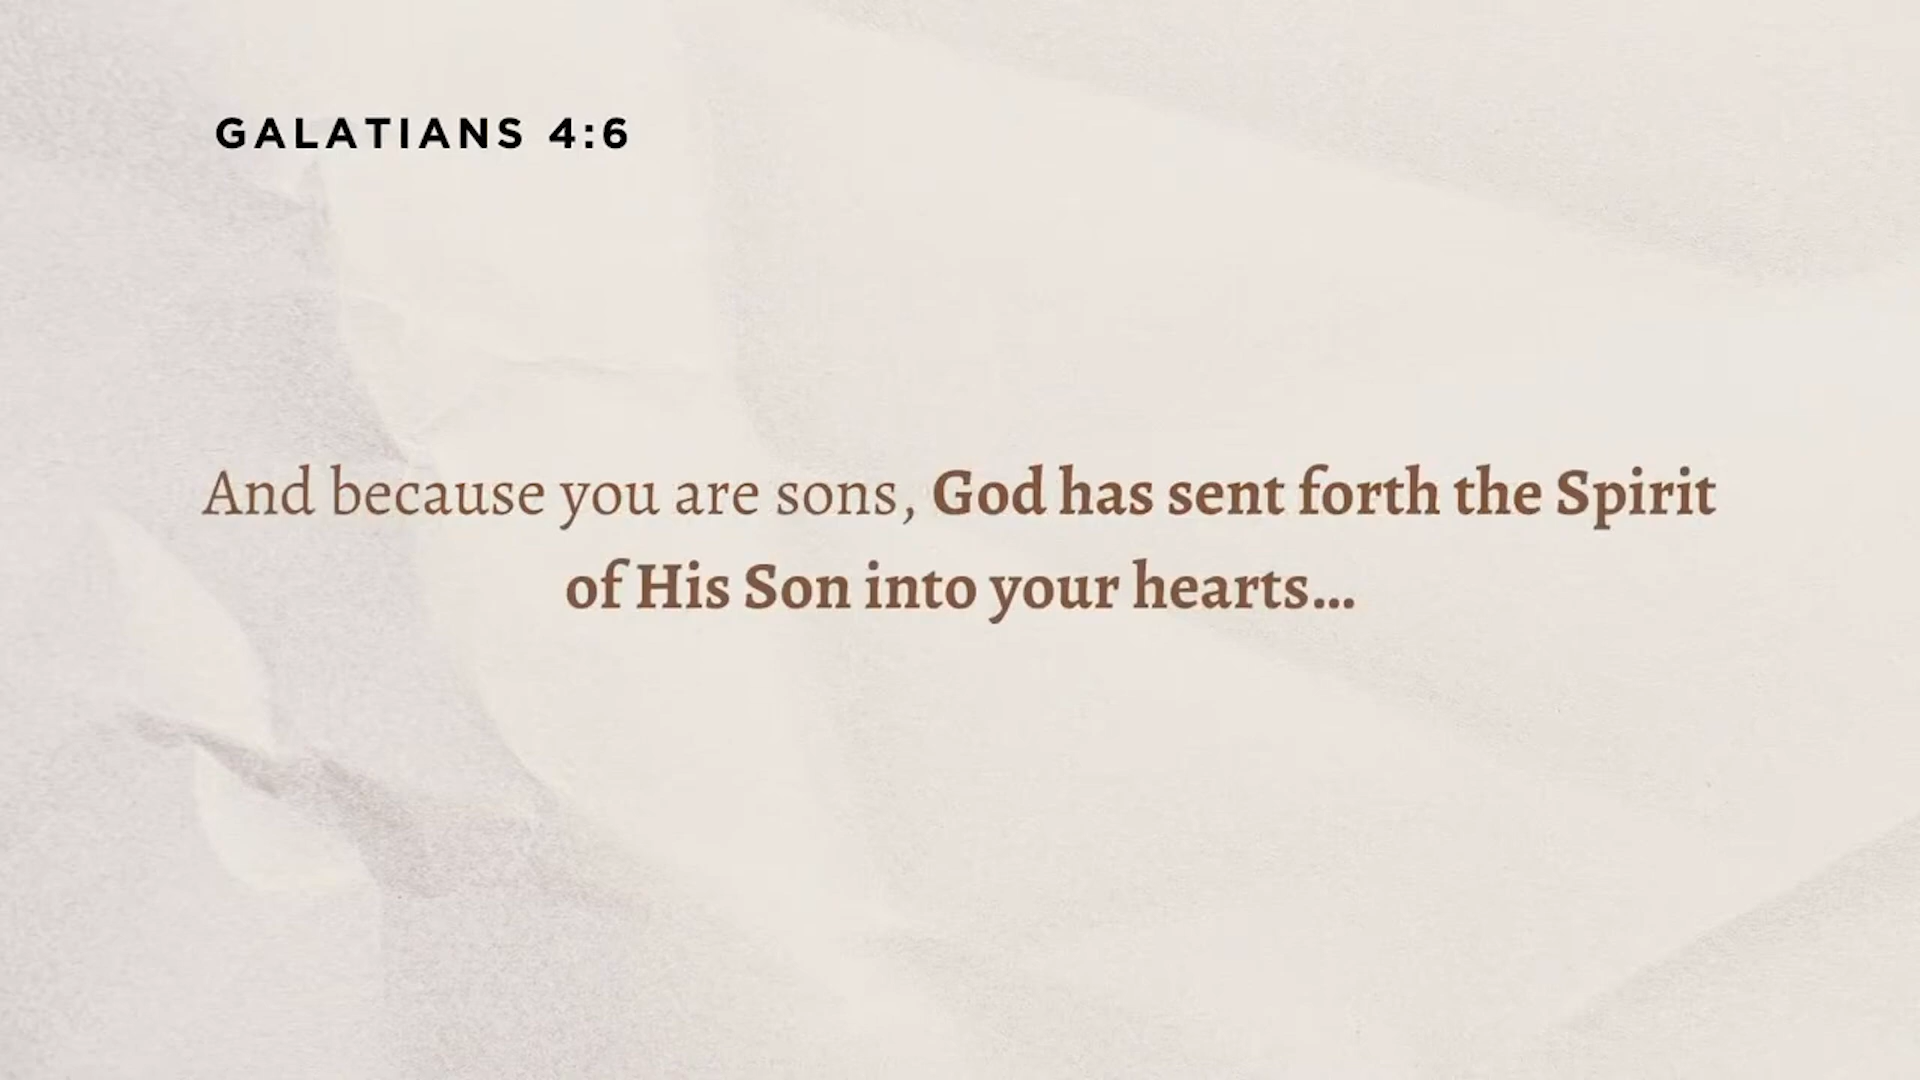 GALATIANS 4:6
And because you are sons, God has sent forth the Spirit
of His Son into your hearts...